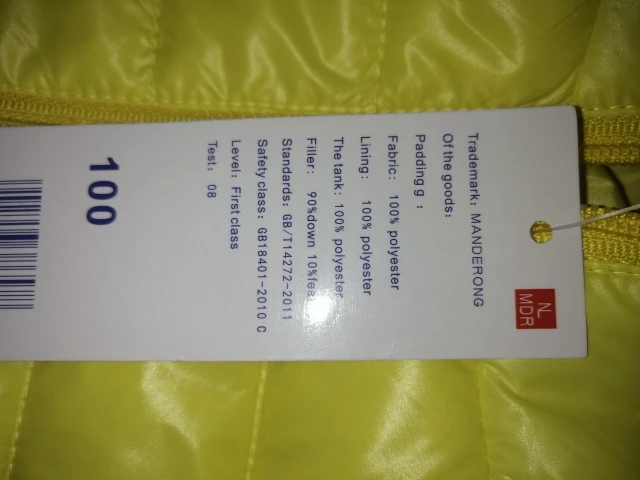 NL
MDR
Trademark: MANDERONG
Of the goods:
Padding g :
Fabric: 100% polyester
Lining: 100% polyester
The tank: 100% polyester
Filler: 90%down 10%fea
Standards: GB/T14272-2011
Safety class: GB18401-2010 C
Level: First class
Test: 08
100